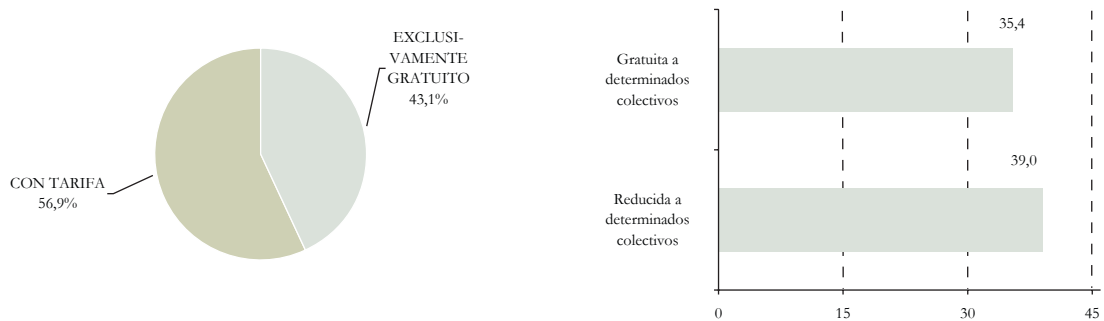 EXCLUSI-
VAMENTE
GRATUITO
43,1%
CON TARIFA
56,9%
35,4
Gratuita a
determinados
colectivos
39,0
Reducida a
determinados
colectivos
0
15
30
45